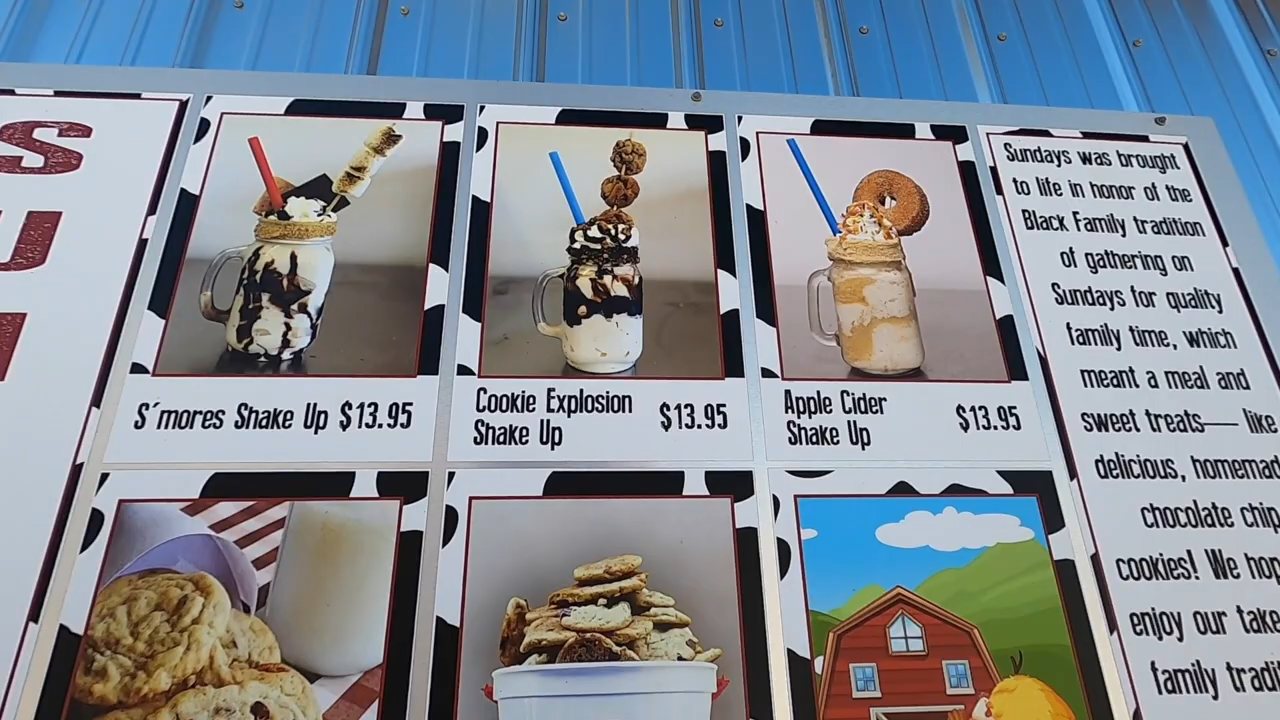 S
U
S´mores Shake Up $13.95
Cookie Explosion
Shake Up
$13.95
Apple Cider
Shake Up
$13.95
Sundays was brought
to life in honor of the
Black Family tradition
of gathering on
Sundays for quality
family time, which
meant a meal and
sweet treats— like
delicious, homemad
chocolate chip
cookies! We hop
enjoy our take
family tradi